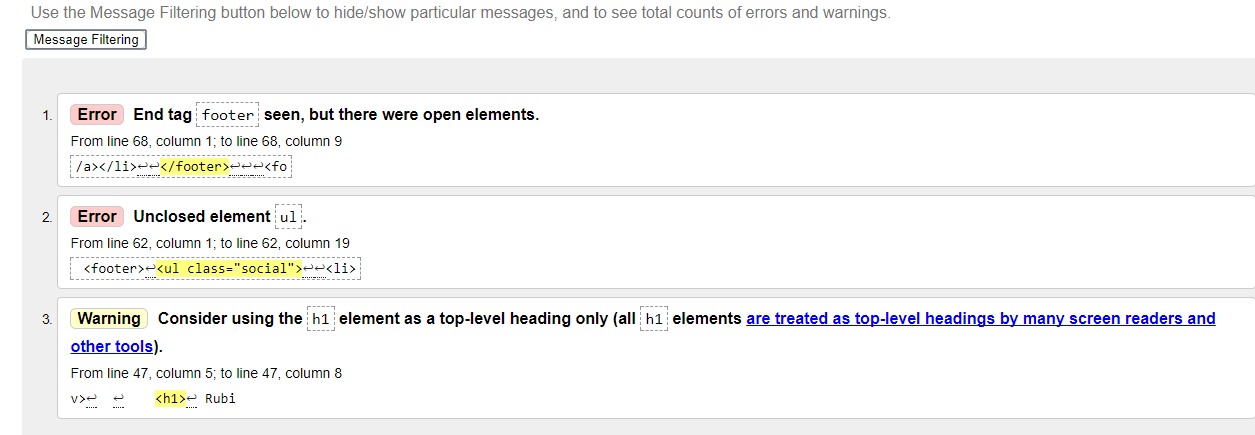 Use the Message Filtering button below to hide/show particular messages, and to see total counts of errors and warnings.
Message Filtering
1. Error End tag footer seen, but there were open elements.
From line 68, column 1; to line 68, column 9
/a></li>↩↩</footer>↩↩↩<fo
2. Error Unclosed element ul.
From line 62, column 1; to line 62, column 19
<footer>↩<ul class="social">↩↩<li>
3. Warning Consider using the h1 element as a top-level heading only (all h1 elements are treated as top-level headings by many screen readers and
other tools).
From line 47, column 5; to line 47, column 8
v>↩ ↩ <h1>↩ Rubi